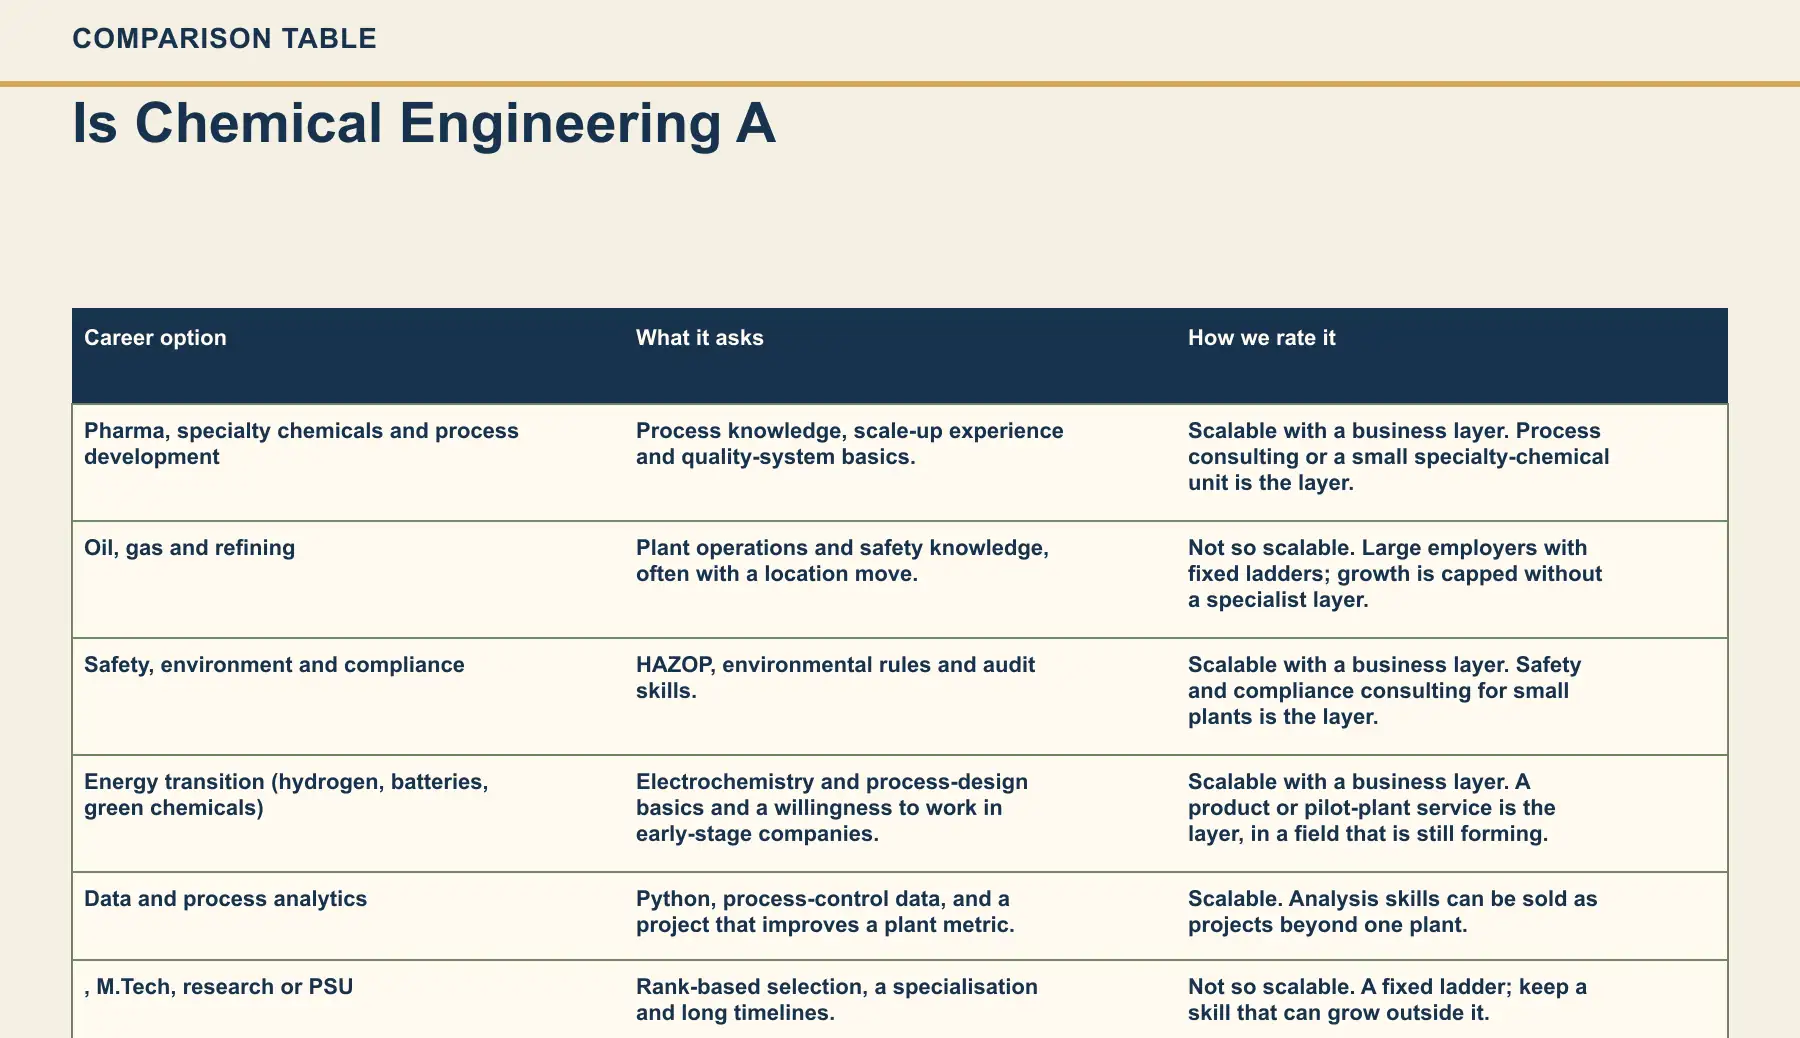 COMPARISON TABLE
Is Chemical Engineering A
Career option
What it asks
How we rate it
Pharma, specialty chemicals and process
development
Process knowledge, scale-up experience
and quality-system basics.
Scalable with a business layer. Process
consulting or a small specialty-chemical
unit is the layer.
Oil, gas and refining
Plant operations and safety knowledge,
often with a location move.
Not so scalable. Large employers with
fixed ladders; growth is capped without
a specialist layer.
Safety, environment and compliance
HAZOP, environmental rules and audit
skills.
Scalable with a business layer. Safety
and compliance consulting for small
plants is the layer.
Energy transition (hydrogen, batteries,
green chemicals)
Electrochemistry and process-design
basics and a willingness to work in
early-stage companies.
Scalable with a business layer. A
product or pilot-plant service is the
layer, in a field that is still forming.
Data and process analytics
Python, process-control data, and a
project that improves a plant metric.
Scalable. Analysis skills can be sold as
projects beyond one plant.
, M.Tech, research or PSU
Rank-based selection, a specialisation
and long timelines.
Not so scalable. A fixed ladder; keep a
skill that can grow outside it.